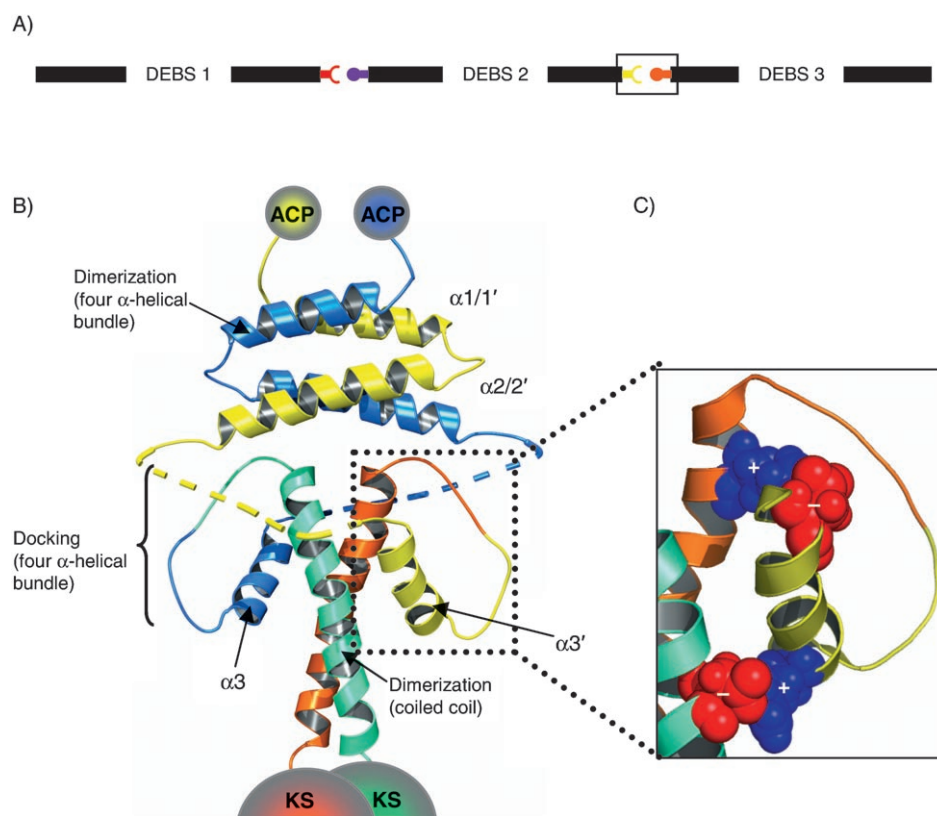 A)
DEBS 1
DEBS 2
DEBS 3
B)
C)
ACP
ACP
Dimerization
(four α-helical
bundle)
α1/1′
α2/2′
Docking
(four α-helical
bundle)
α3
α3′
Dimerization
(coiled coil)
KS
KS
+
–
–
+